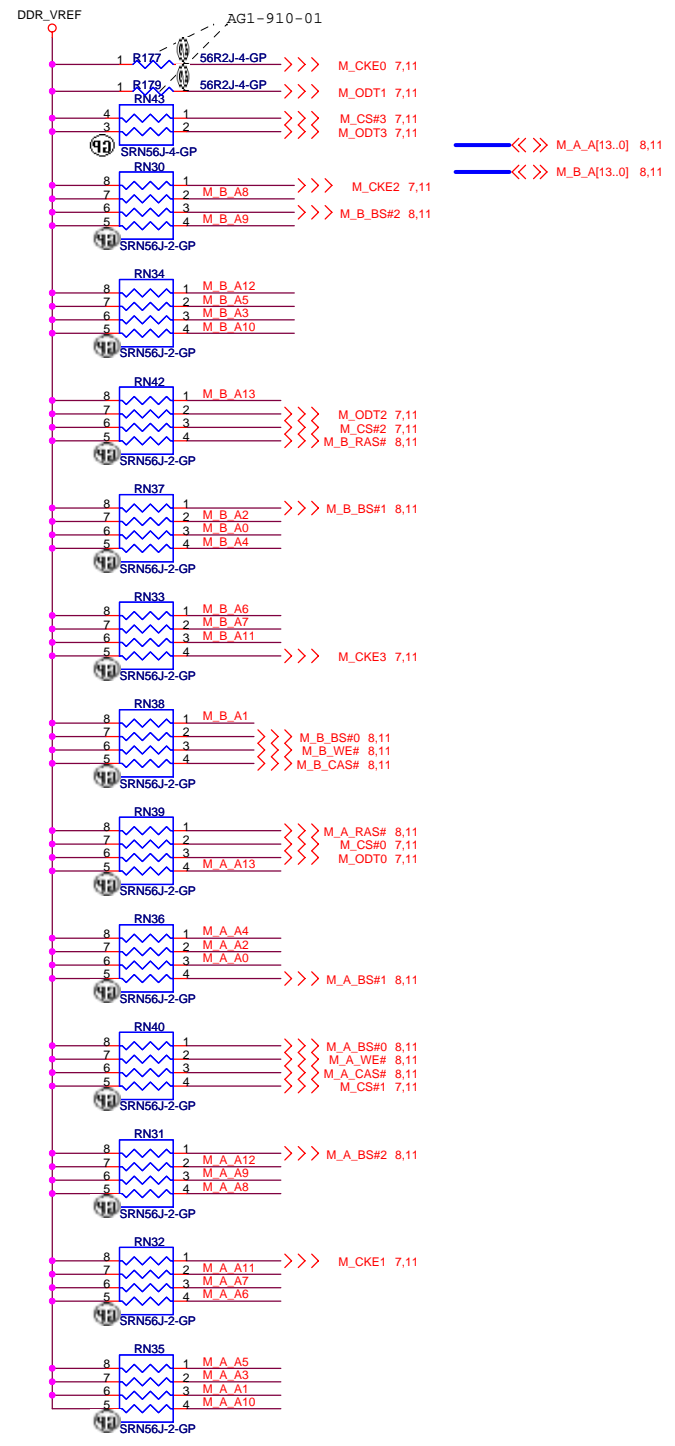 DDR_VREF
AG1-910-01
1 R177 2 56R2J-4-GP M_CKE0 7,11
1 R179 2 56R2J-4-GP M_ODT1 7,11
RN43
4 1 M_CS#3 7,11
3 2 M_ODT3 7,11
SRN56J-4-GP
M_A_A[13..0] 8,11
M_B_A[13..0] 8,11
RN30
8 1 M_CKE2 7,11
7 2 M_B_A8
6 3 M_B_BS#2 8,11
5 4 M_B_A9
SRN56J-2-GP
RN34
8 1 M_B_A12
7 2 M_B_A5
6 3 M_B_A3
5 4 M_B_A10
SRN56J-2-GP
RN42
8 1 M_B_A13
7 2 M_ODT2 7,11
6 3 M_CS#2 7,11
5 4 M_B_RAS# 8,11
SRN56J-2-GP
RN37
8 1 M_B_BS#1 8,11
7 2 M_B_A2
6 3 M_B_A0
5 4 M_B_A4
SRN56J-2-GP
RN33
8 1 M_B_A6
7 2 M_B_A7
6 3 M_B_A11
5 4 M_CKE3 7,11
SRN56J-2-GP
RN38
8 1 M_B_A1
7 2 M_B_BS#0 8,11
6 3 M_B_WE# 8,11
5 4 M_B_CAS# 8,11
SRN56J-2-GP
RN39
8 1 M_A_RAS# 8,11
7 2 M_CS#0 7,11
6 3 M_ODT0 7,11
5 4 M_A_A13
SRN56J-2-GP
RN36
8 1 M_A_A4
7 2 M_A_A2
6 3 M_A_A0
5 4 M_A_BS#1 8,11
SRN56J-2-GP
RN40
8 1 M_A_BS#0 8,11
7 2 M_A_WE# 8,11
6 3 M_A_CAS# 8,11
5 4 M_CS#1 7,11
SRN56J-2-GP
RN31
8 1 M_A_BS#2 8,11
7 2 M_A_A12
6 3 M_A_A9
5 4 M_A_A8
SRN56J-2-GP
RN32
8 1 M_CKE1 7,11
7 2 M_A_A11
6 3 M_A_A7
5 4 M_A_A6
SRN56J-2-GP
RN35
8 1 M_A_A5
7 2 M_A_A3
6 3 M_A_A1
5 4 M_A_A10
SRN56J-2-GP